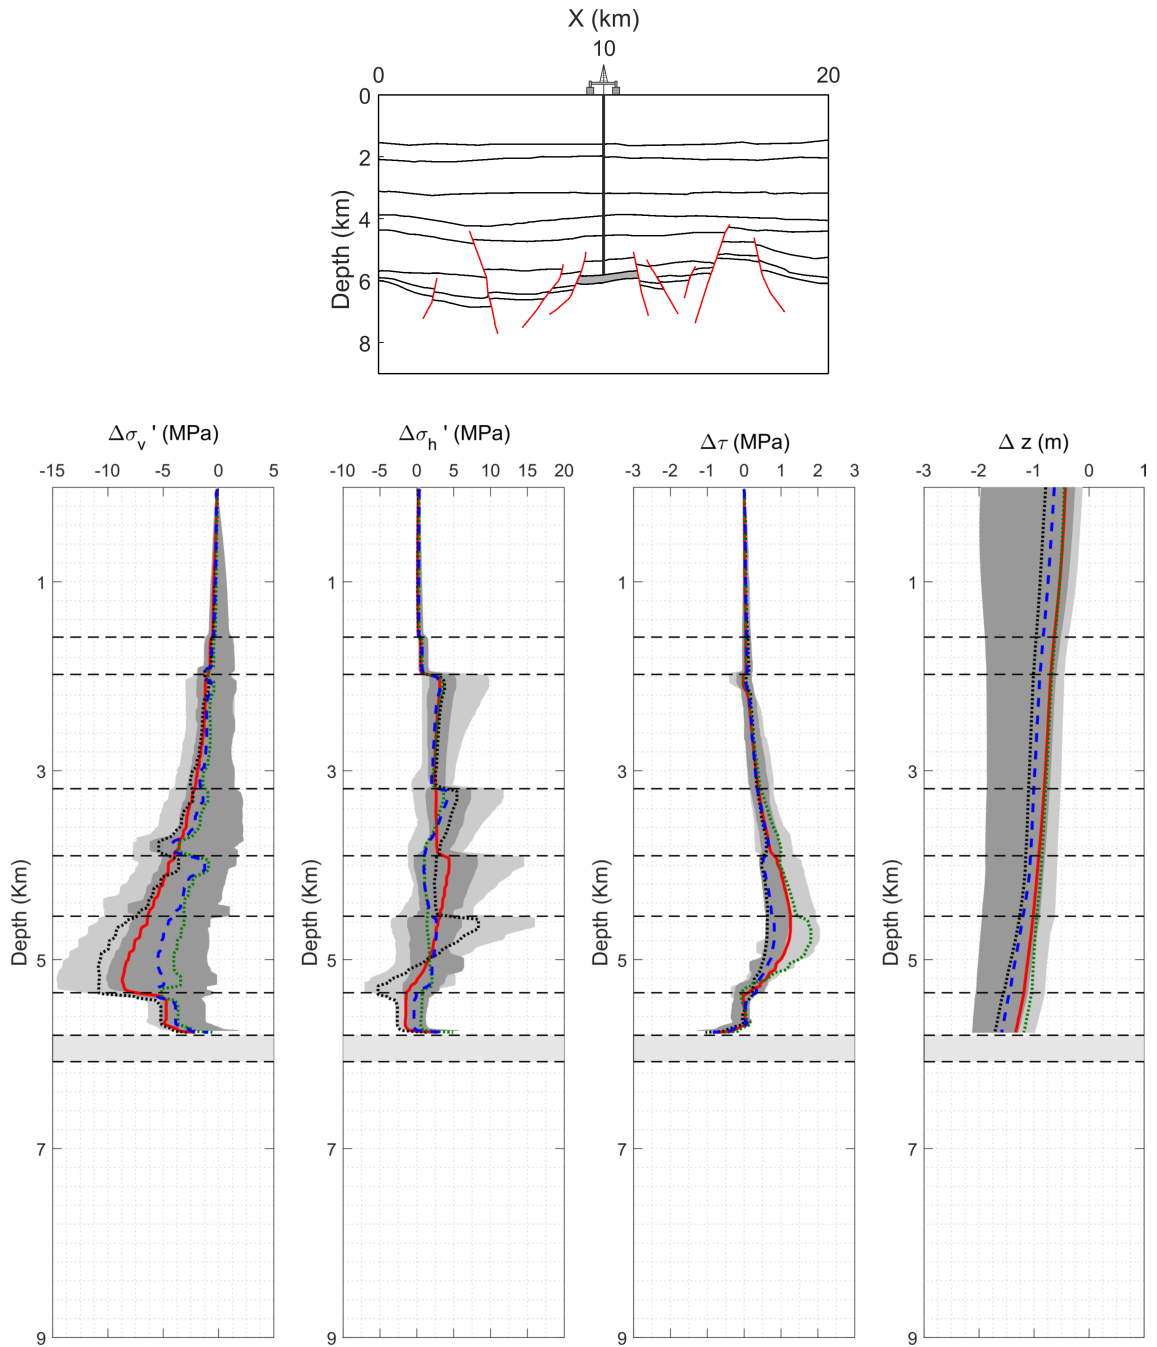 X (km)
10
0 20
0
2
4
6
8
Depth (km)
Δσv ' (MPa) Δσh ' (MPa) Δτ (MPa) Δ z (m)
-15 -10 -5 0 5 -10 -5 0 5 10 15 20 -3 -2 -1 0 1 2 3 -3 -2 -1 0 1
1 1 1 1
3 3 3 3
Depth (Km) Depth (Km) Depth (Km) Depth (Km)
5 5 5 5
7 7 7 7
9 9 9 9